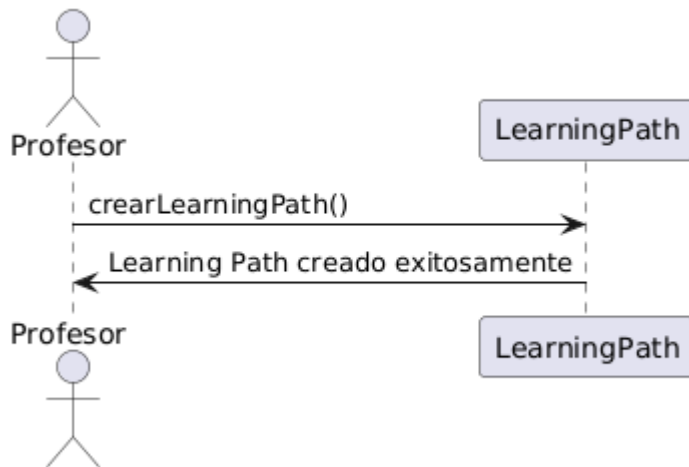 Profesor
LearningPath
crearLearningPath()
Learning Path creado exitosamente
Profesor
LearningPath